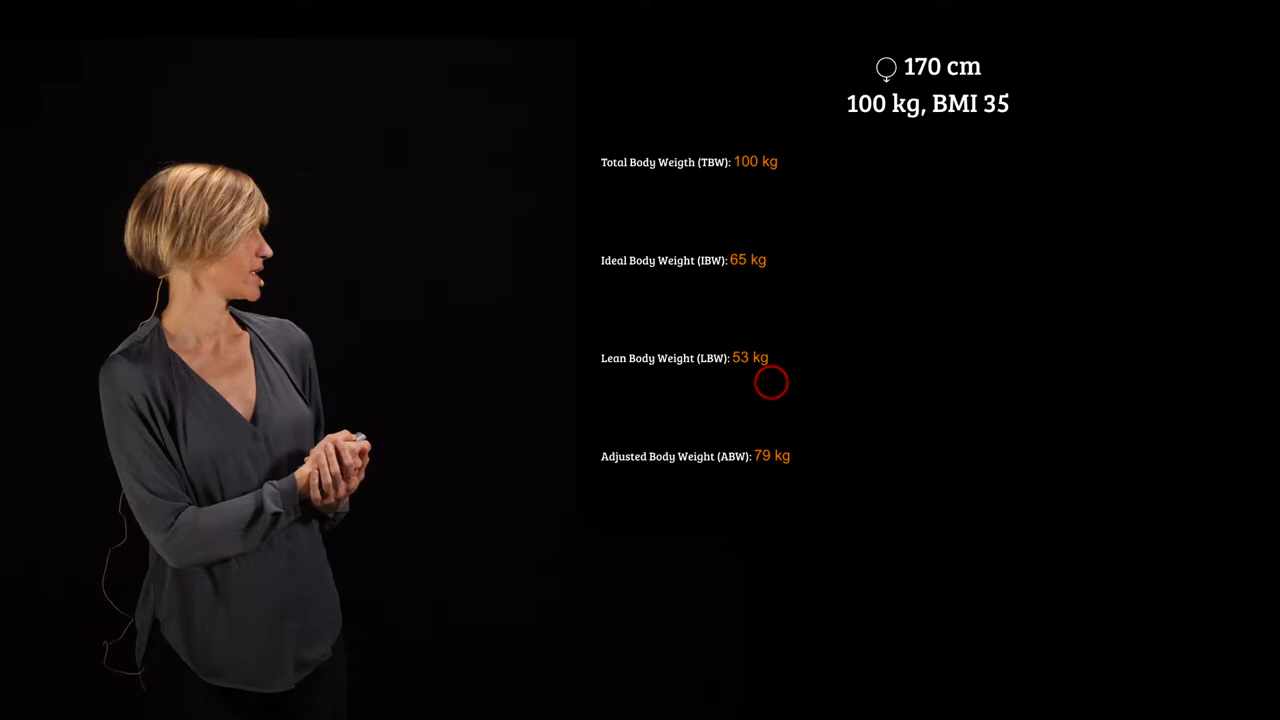 170 cm
100 kg, BMI 35
Total Body Weigth (TBW): 100 kg
Ideal Body Weight (IBW): 65 kg
Lean Body Weight (LBW): 53 kg
Adjusted Body Weight (ABW): 79 kg